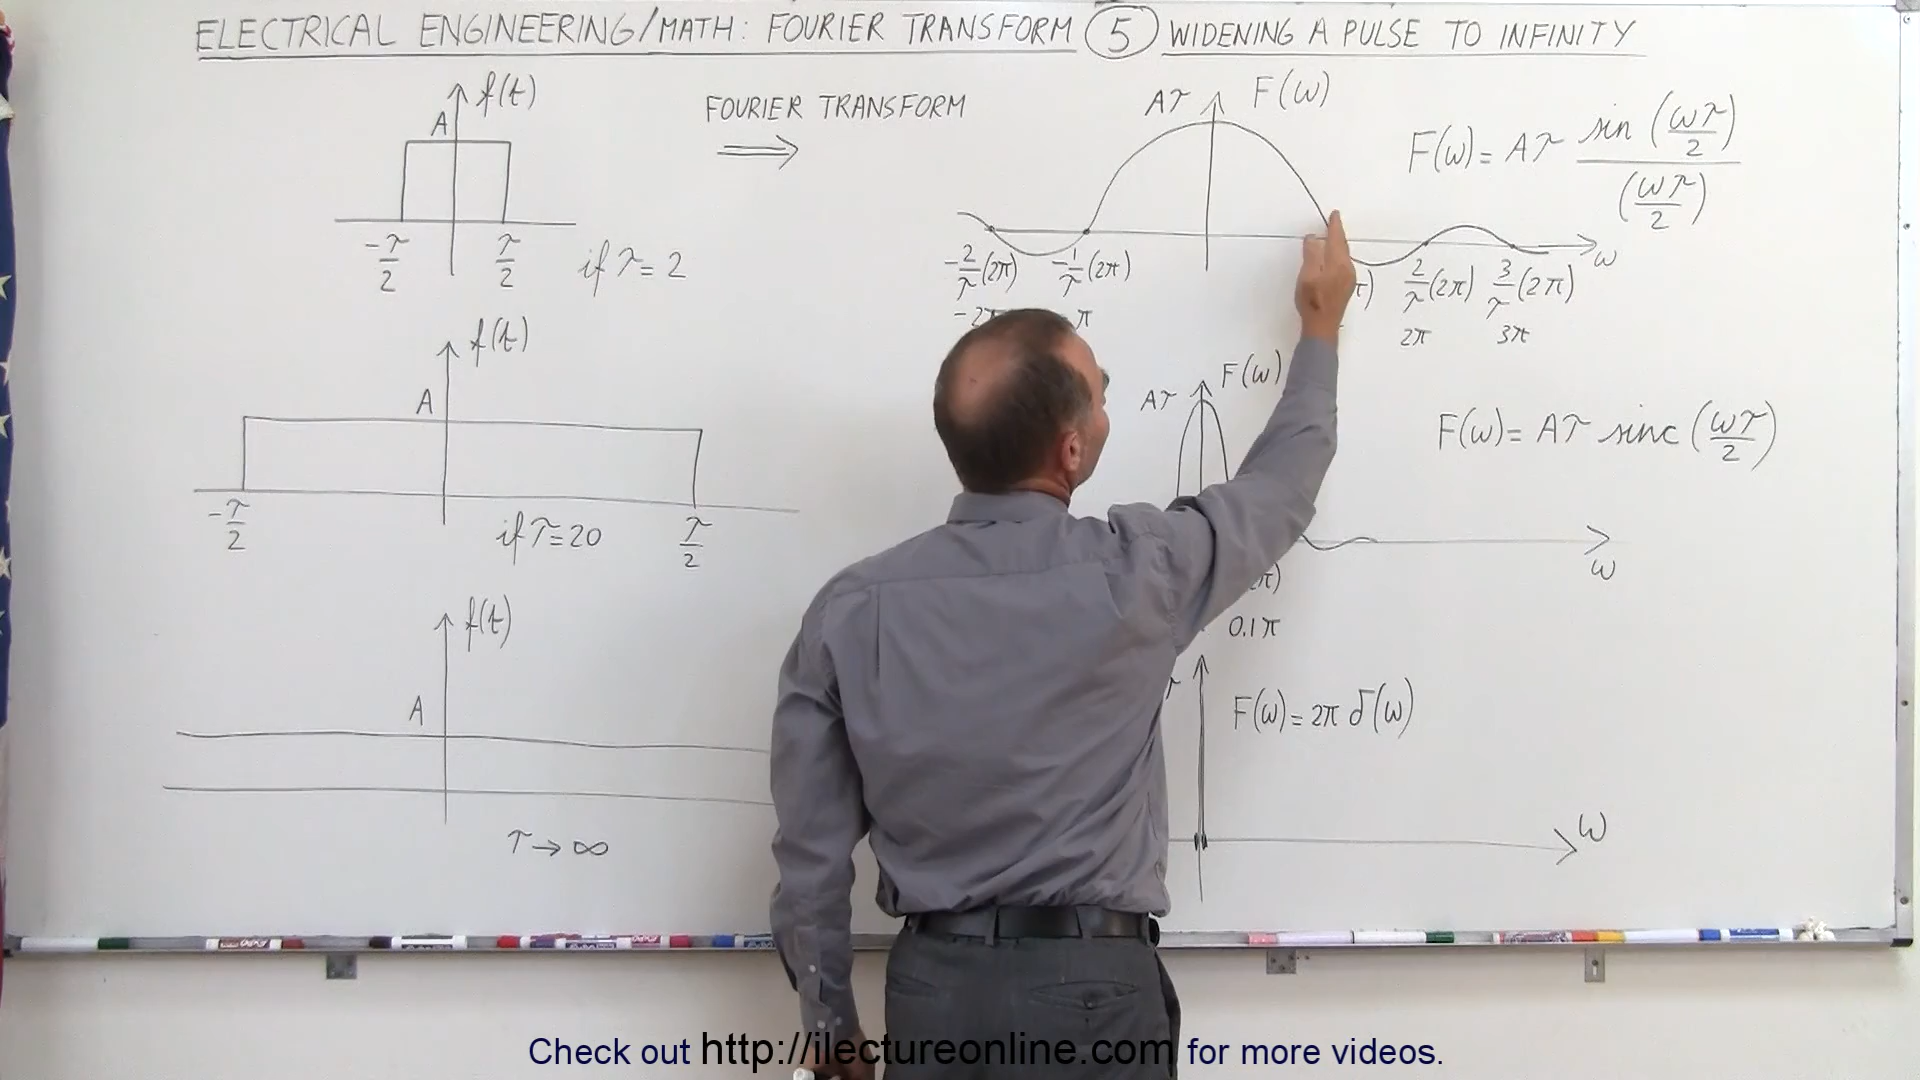 ELECTRICAL ENGINEERING/MATH: FOURIER TRANSFORM 5 WIDENING A PULSE TO INFINITY
f(t)
A
-τ/2 τ/2
if τ = 2
FOURIER TRANSFORM
⇒
Aτ F(ω)
ω
-2/τ(2π) -1/τ(2π) 2/τ(2π) 3/τ(2π)
π 2π 3π
F(ω) = Aτ sin(ωτ/2)/(ωτ/2)
f(t)
A
-τ/2 τ/2
if τ = 20
Aτ F(ω)
ω
0.1π
F(ω) = Aτ sinc(ωτ/2)
f(t)
A
τ → ∞
F(ω) = 2π δ(ω)
ω
Check out http://ilectureonline.com for more videos.